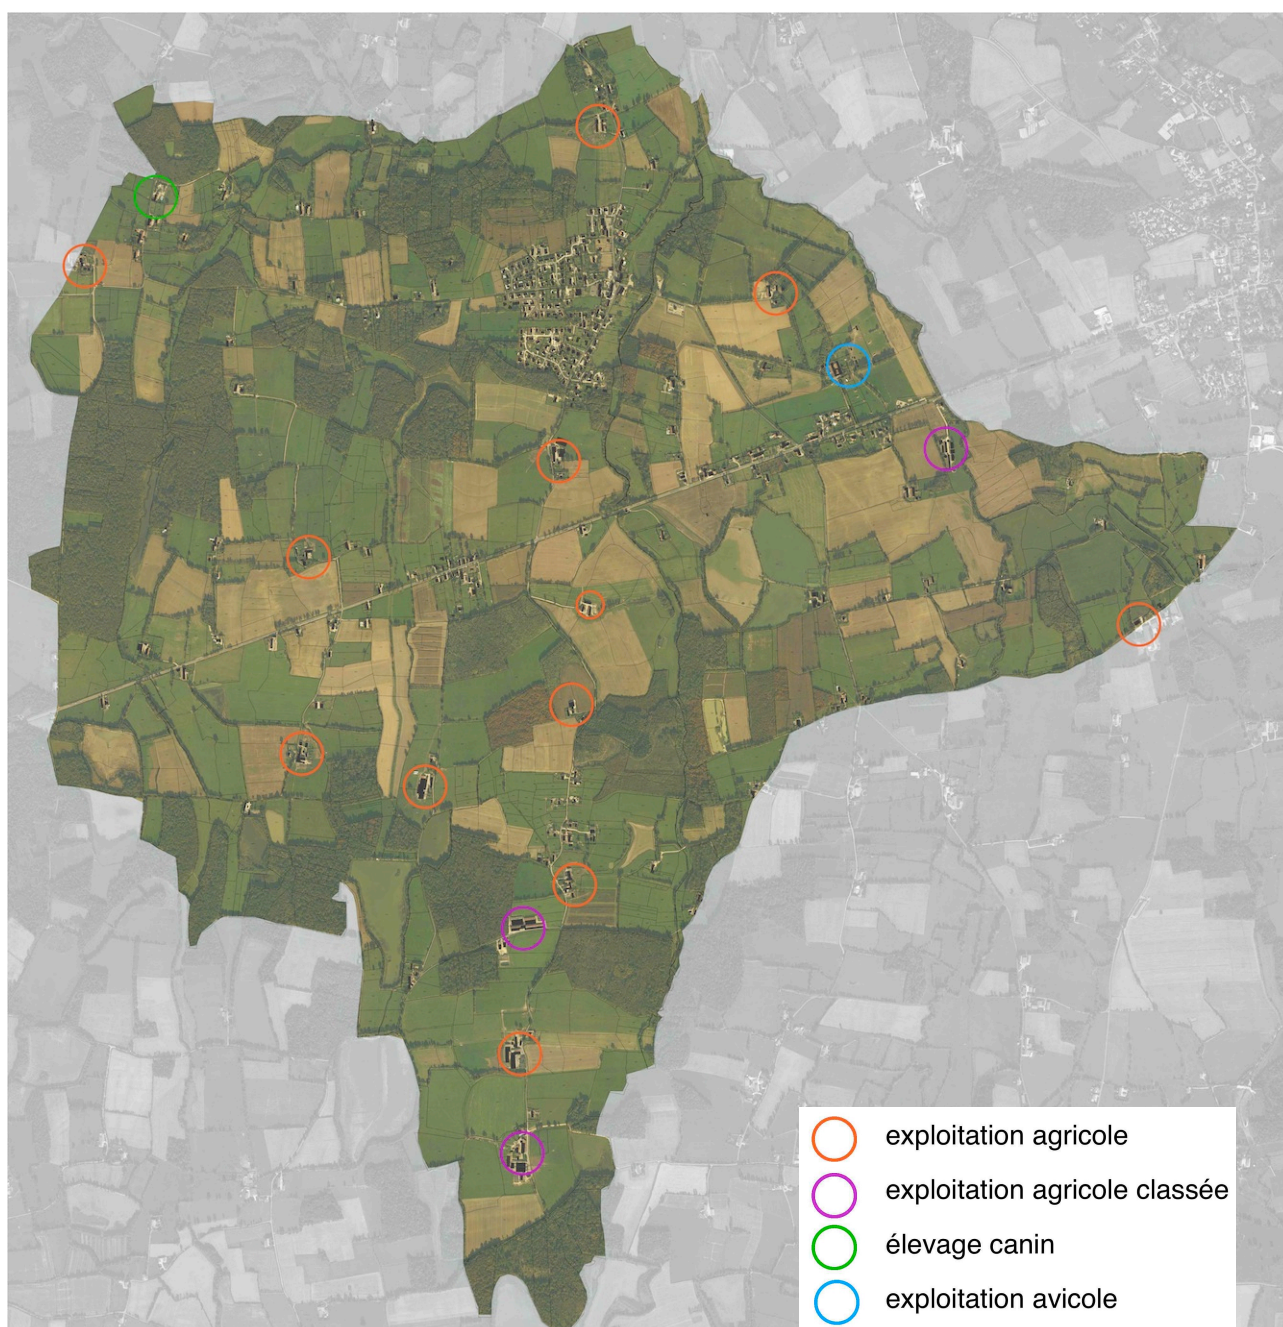 exploitation agricole
exploitation agricole classée
élevage canin
exploitation avicole